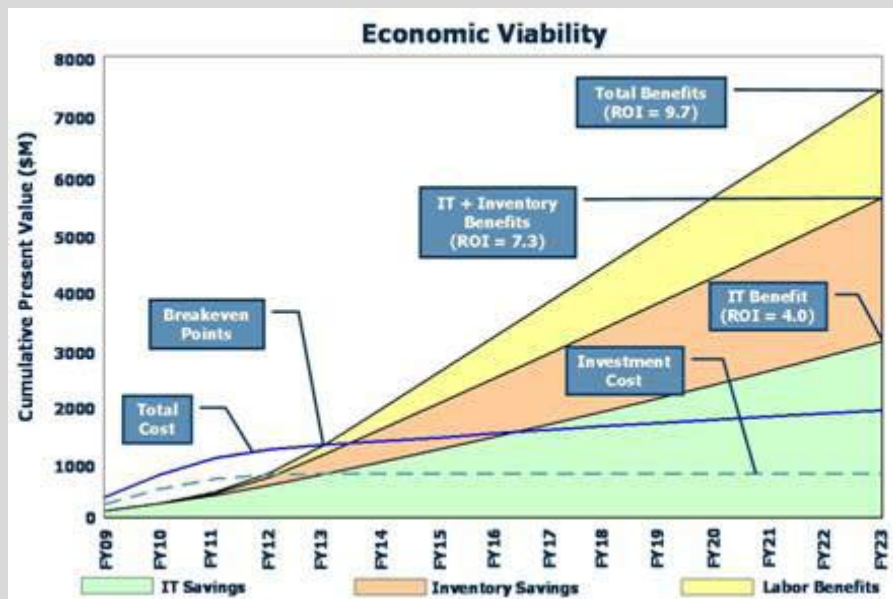 Economic Viability
Cumulative Present Value ($M)
8000
7000
6000
5000
4000
3000
2000
1000
0
Total Benefits
(ROI = 9.7)
IT + Inventory
Benefits
(ROI = 7.3)
IT Benefit
(ROI = 4.0)
Breakeven
Points
Investment
Cost
Total
Cost
FY09
FY10
FY11
FY12
FY13
FY14
FY15
FY16
FY17
FY18
FY19
FY20
FY21
FY22
FY23
IT Savings
Inventory Savings
Labor Benefits